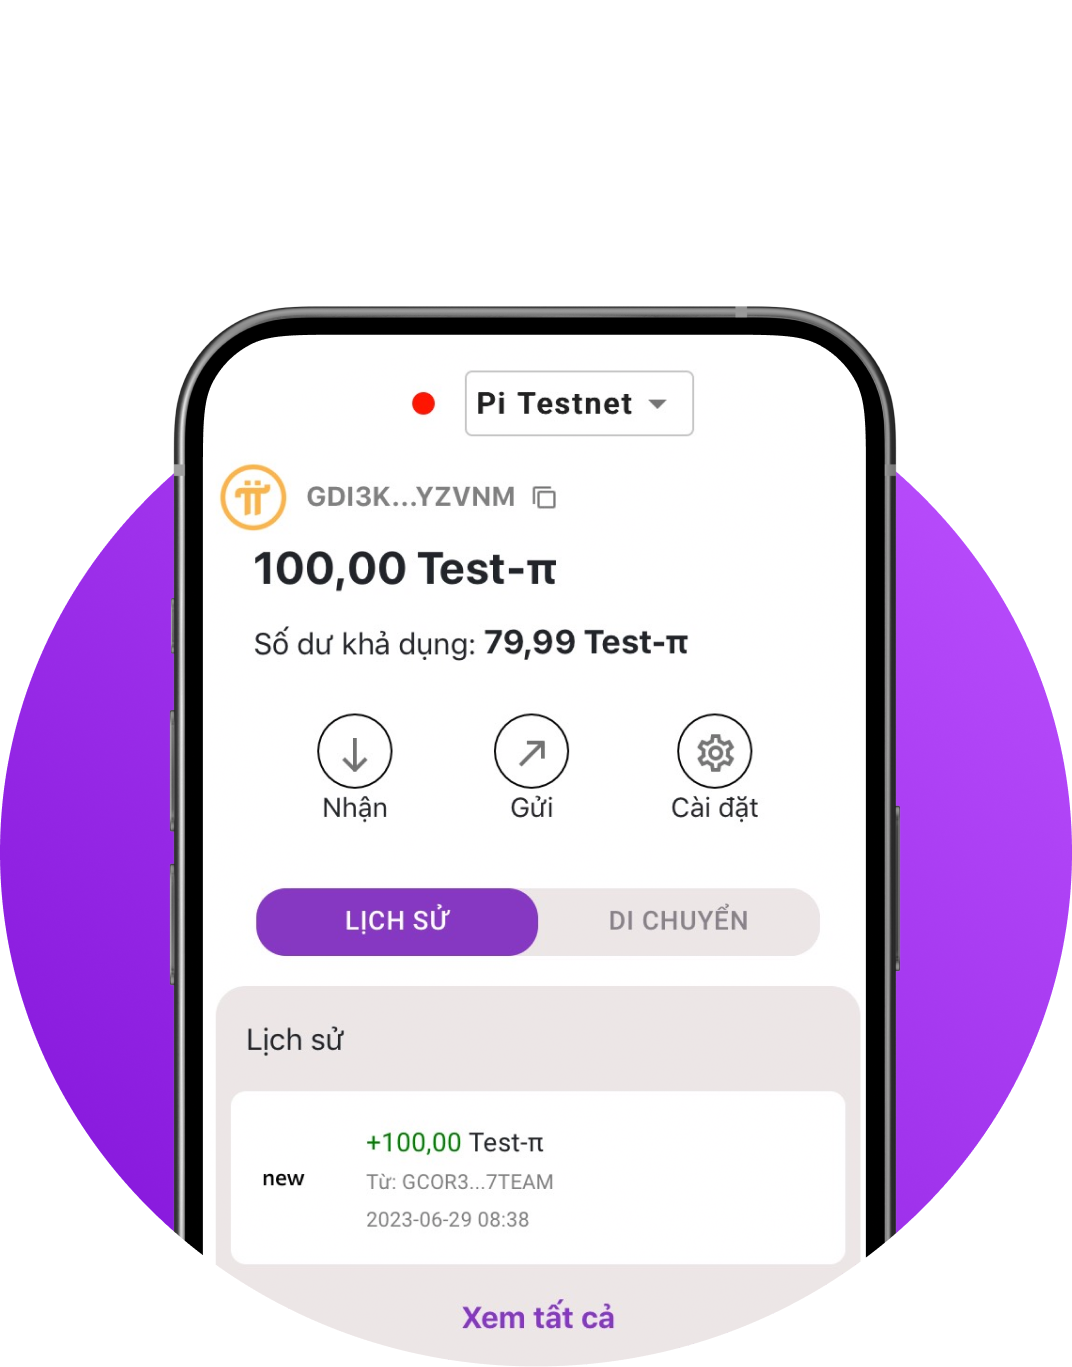 Pi Testnet
GDI3K...YZVNM
100,00 Test-π
Số dư khả dụng: 79,99 Test-π
Nhận Gửi Cài đặt
LỊCH SỬ DI CHUYỂN
Lịch sử
+100,00 Test-π
new
Từ: GCOR3...7TEAM
2023-06-29 08:38
Xem tất cả